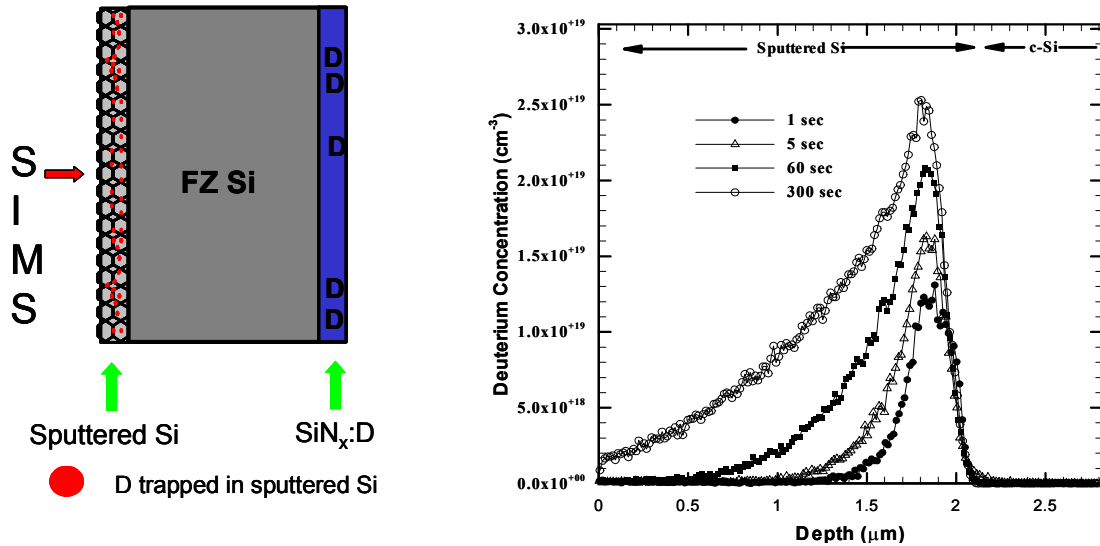 S
I
M
S
FZ Si
D
D
D
D
D
Sputtered Si
SiNx:D
D trapped in sputtered Si
Deuterium Concentration (cm-3)
3.0x10+19
2.5x10+19
2.0x10+19
1.5x10+19
1.0x10+19
5.0x10+18
0.0x10+00
Sputtered Si
c-Si
1 sec
5 sec
60 sec
300 sec
0 0.5 1 1.5 2 2.5
Depth (μm)